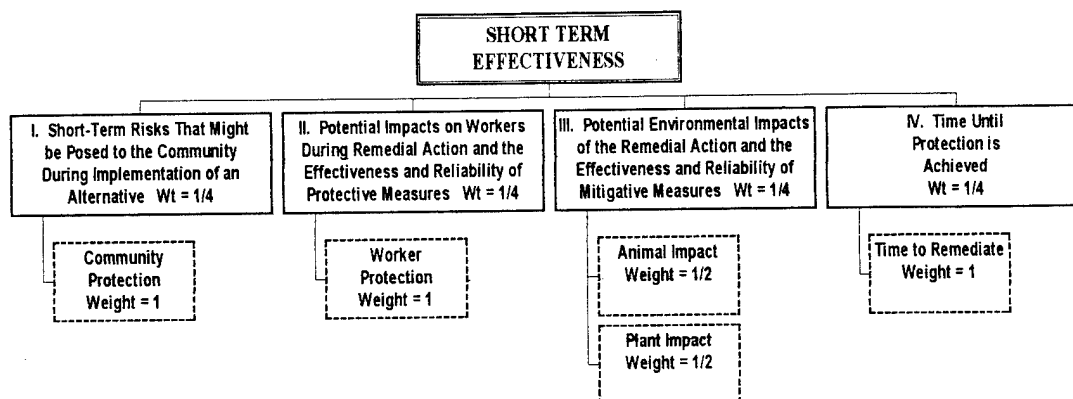 SHORT TERM
EFFECTIVENESS
I. Short-Term Risks That Might
be Posed to the Community
During Implementation of an
Alternative Wt = 1/4
II. Potential Impacts on Workers
During Remedial Action and the
Effectiveness and Reliability of
Protective Measures Wt = 1/4
III. Potential Environmental Impacts
of the Remedial Action and the
Effectiveness and Reliability of
Mitigative Measures Wt = 1/4
IV. Time Until
Protection is
Achieved
Wt = 1/4
Community
Protection
Weight = 1
Worker
Protection
Weight = 1
Animal Impact
Weight = 1/2
Plant Impact
Weight = 1/2
Time to Remediate
Weight = 1